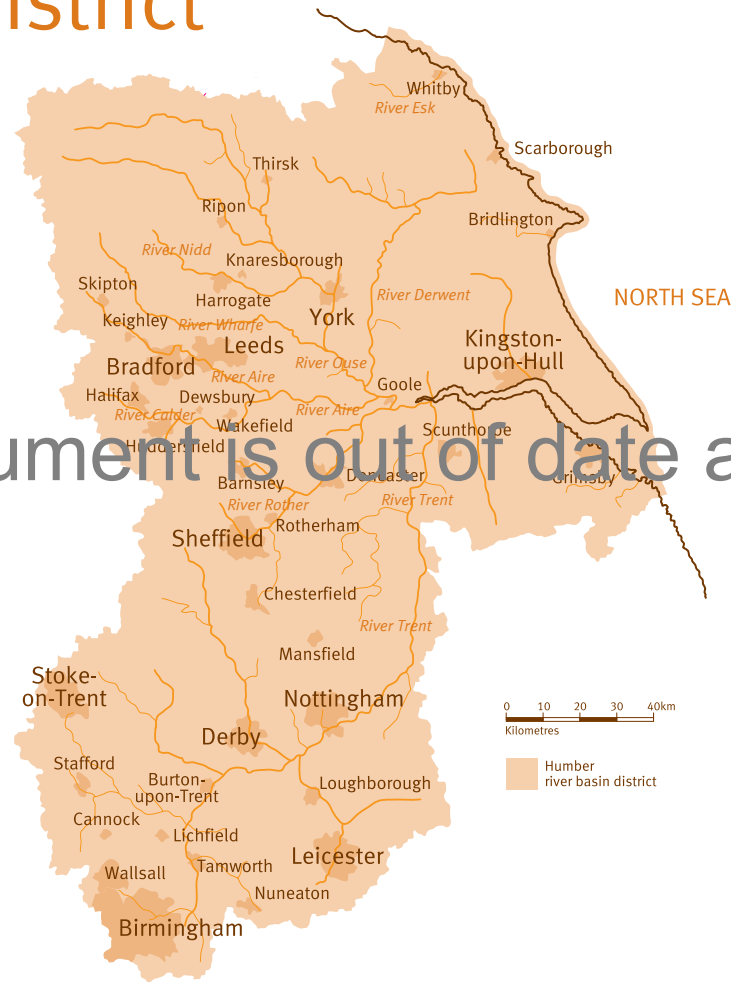 istrict
Whitby
River Esk
Scarborough
Thirsk
Ripon
Bridlington
River Nidd
Knaresborough
Skipton
Harrogate
River Derwent
NORTH SEA
Keighley
River Wharfe
York
Leeds
Kingston-
upon-Hull
Bradford
River Ouse
River Aire
Goole
Halifax
Dewsbury
River Calder
River Aire
Wakefield
Scunthorpe
Huddersfield
ument is out of date a
Barnsley
Doncaster
Grimsby
River Rother
River Trent
Rotherham
Sheffield
Chesterfield
River Trent
Mansfield
Stoke-
on-Trent
Nottingham
0 10 20 30 40km
Kilometres
Derby
Stafford
Humber
river basin district
Burton-
upon-Trent
Loughborough
Cannock
Lichfield
Leicester
Tamworth
Wallsall
Nuneaton
Birmingham